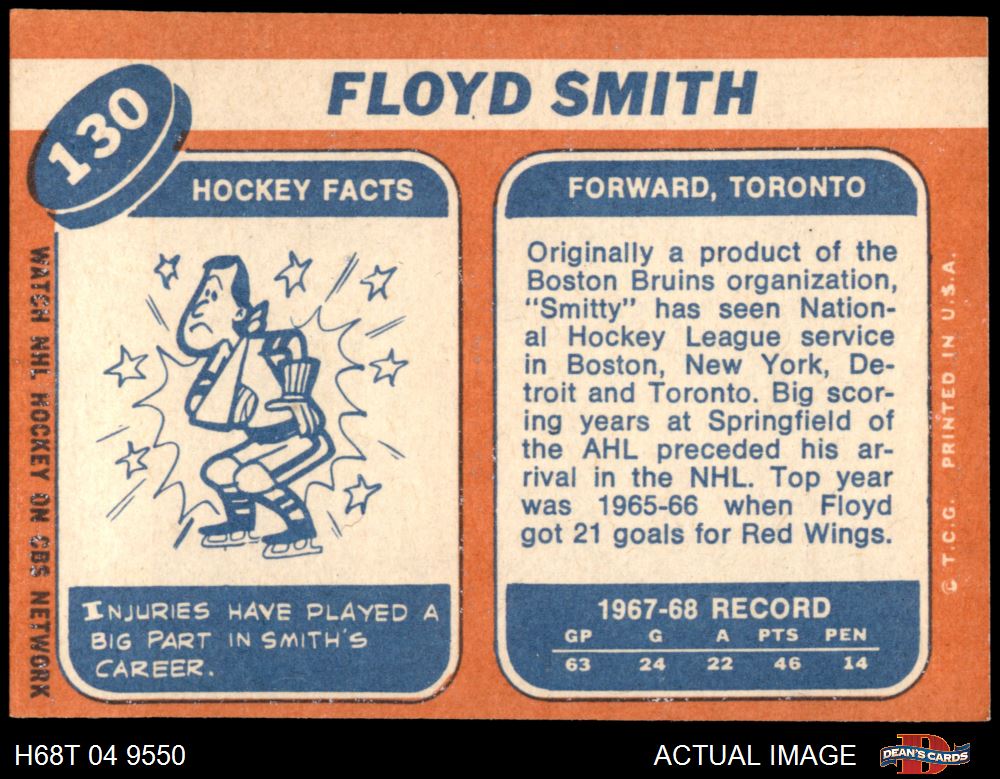 FLOYD SMITH
130
HOCKEY FACTS
INJURIES HAVE PLAYED A
BIG PART IN SMITH'S
CAREER.
FORWARD, TORONTO
Originally a product of the
Boston Bruins organization,
"Smitty" has seen Nation-
al Hockey League service
in Boston, New York, De-
troit and Toronto. Big scor-
ing years at Springfield of
the AHL preceded his ar-
rival in the NHL. Top year
was 1965-66 when Floyd
got 21 goals for Red Wings.
1967-68 RECORD
GP G A PTS PEN
63 24 22 46 14
WATCH NHL HOCKEY ON CBS NETWORK
© T.C.G. PRINTED IN U.S.A.
H68T 04 9550
ACTUAL IMAGE
DEAN'S CARDS